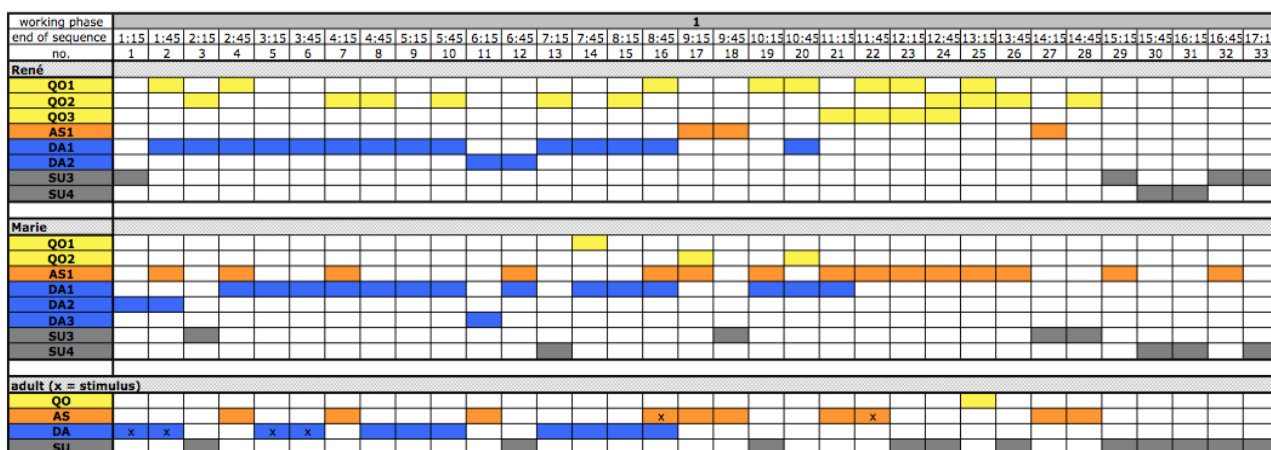 working phase 1
end of sequence 1:15 1:45 2:15 2:45 3:15 3:45 4:15 4:45 5:15 5:45 6:15 6:45 7:15 7:45 8:15 8:45 9:15 9:45 10:15 10:45 11:15 11:45 12:15 12:45 13:15 13:45 14:15 14:45 15:15 15:45 16:15 16:45 17:1
no. 1 2 3 4 5 6 7 8 9 10 11 12 13 14 15 16 17 18 19 20 21 22 23 24 25 26 27 28 29 30 31 32 33
René
QO1
QO2
QO3
AS1
DA1
DA2
SU3
SU4
Marie
QO1
QO2
AS1
DA1
DA2
DA3
SU3
SU4
adult (x = stimulus)
QO
AS x x
DA x x x x
SU